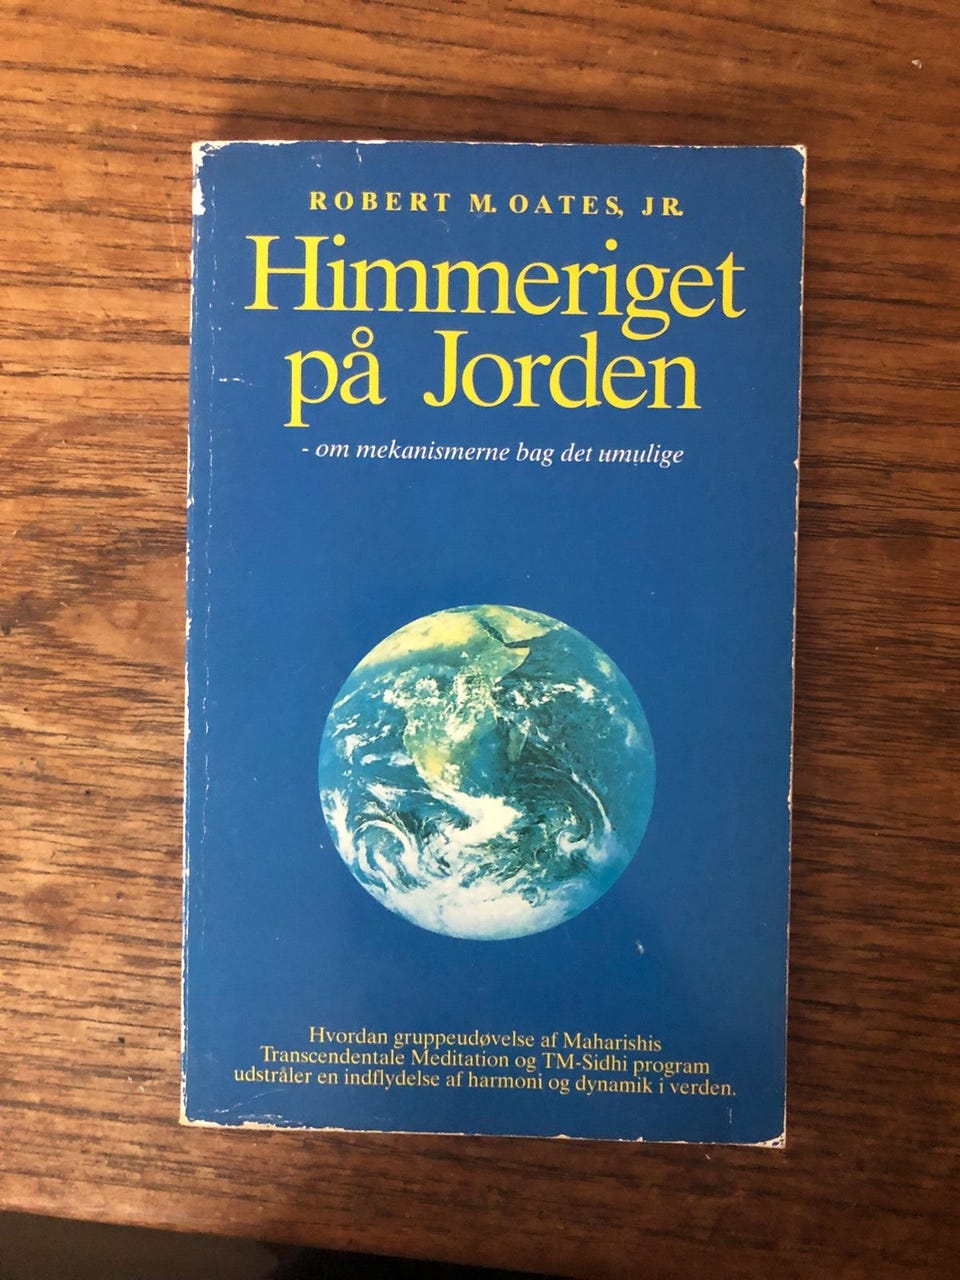 ROBERT M. OATES, JR.
Himmeriget
på Jorden
- om mekanismerne bag det umulige
Hvordan gruppeudøvelse af Maharishis
Transcendentale Meditation og TM-Sidhi program
udstråler en indflydelse af harmoni og dynamik i verden.